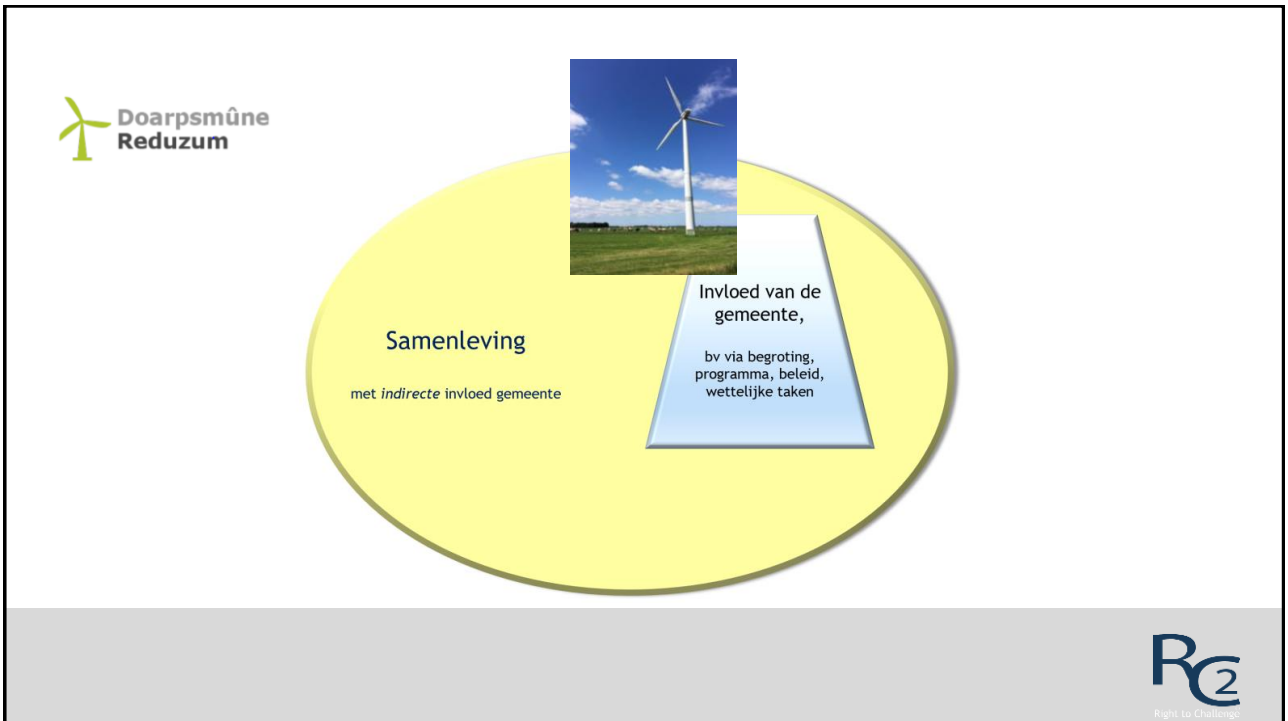 Doarpsmûne
Reduzum
Samenleving
met indirecte invloed gemeente
Invloed van de
gemeente,
bv via begroting,
programma, beleid,
wettelijke taken
RC2
Right to Challenge